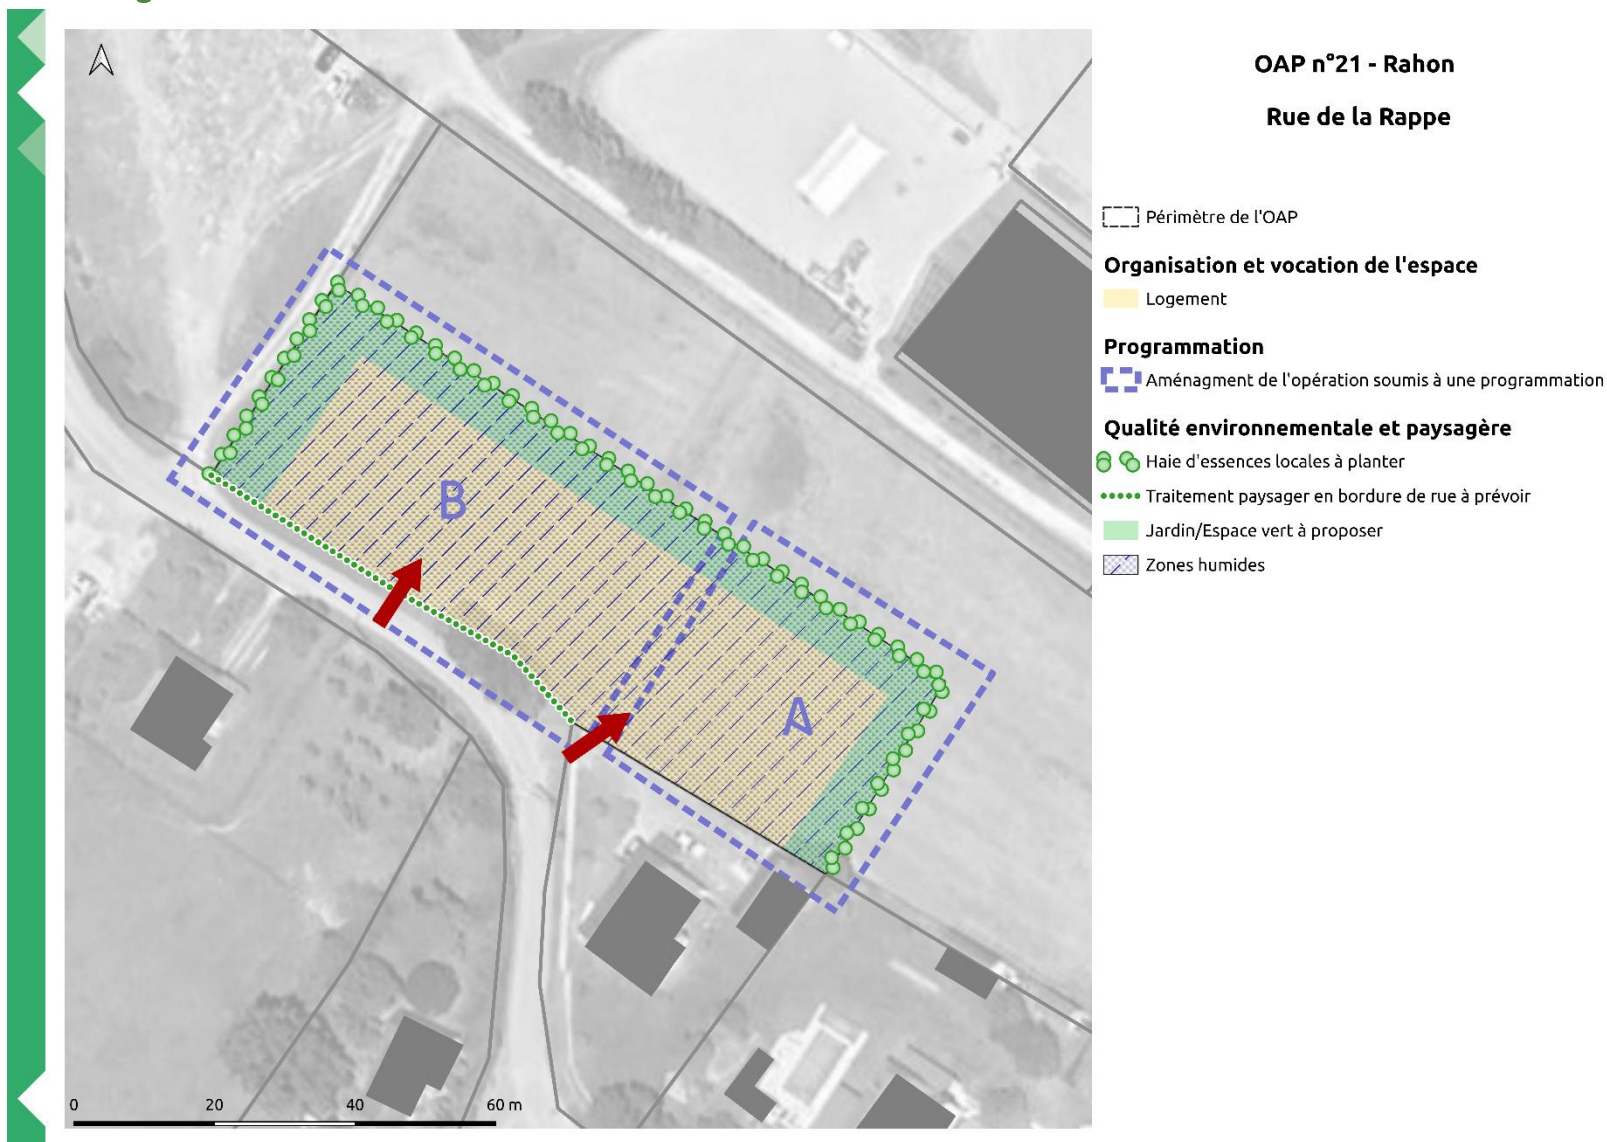 OAP n°21 - Rahon
Rue de la Rappe
Périmètre de l'OAP
Organisation et vocation de l'espace
Logement
Programmation
Aménagment de l'opération soumis à une programmation
Qualité environnementale et paysagère
Haie d'essences locales à planter
Traitement paysager en bordure de rue à prévoir
Jardin/Espace vert à proposer
Zones humides
B
A
0 20 40 60 m